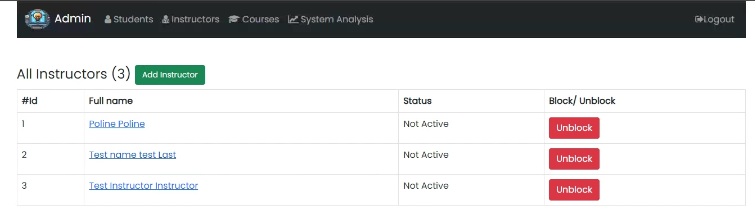 Admin Students Instructors Courses System Analysis Logout
All Instructors (3) Add Instructor
#Id Full name Status Block/ Unblock
1 Poline Poline Not Active Unblock
2 Test name test Last Not Active Unblock
3 Test Instructor Instructor Not Active Unblock